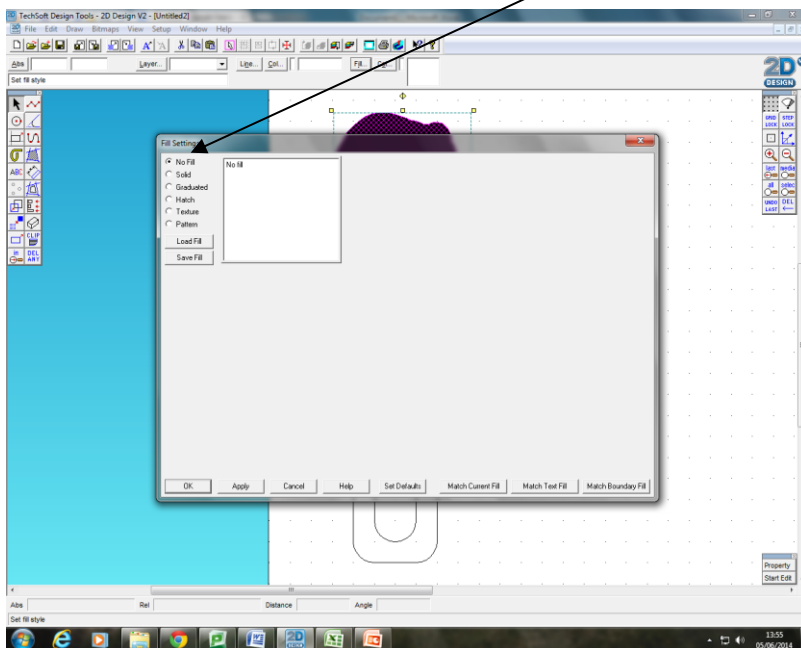 TechSoft Design Tools - 2D Design V2 - [Untitled2]
File Edit Draw Bitmaps View Setup Window Help
Abs Layer... Line... Col... Fill... Col...
Set fill style
2D
DESIGN
GRID LOCK STEP LOCK
ABC
CLIP
DEL ANY
UNDO LAST DEL
Fill Settings
No Fill
Solid
Graduated
Hatch
Texture
Pattern
Load Fill
Save Fill
No fill
OK Apply Cancel Help Set Defaults Match Current Fill Match Text Fill Match Boundary Fill
Property
Start Edit
Abs Rel Distance Angle
Set fill style
2D
13:55
05/06/2014